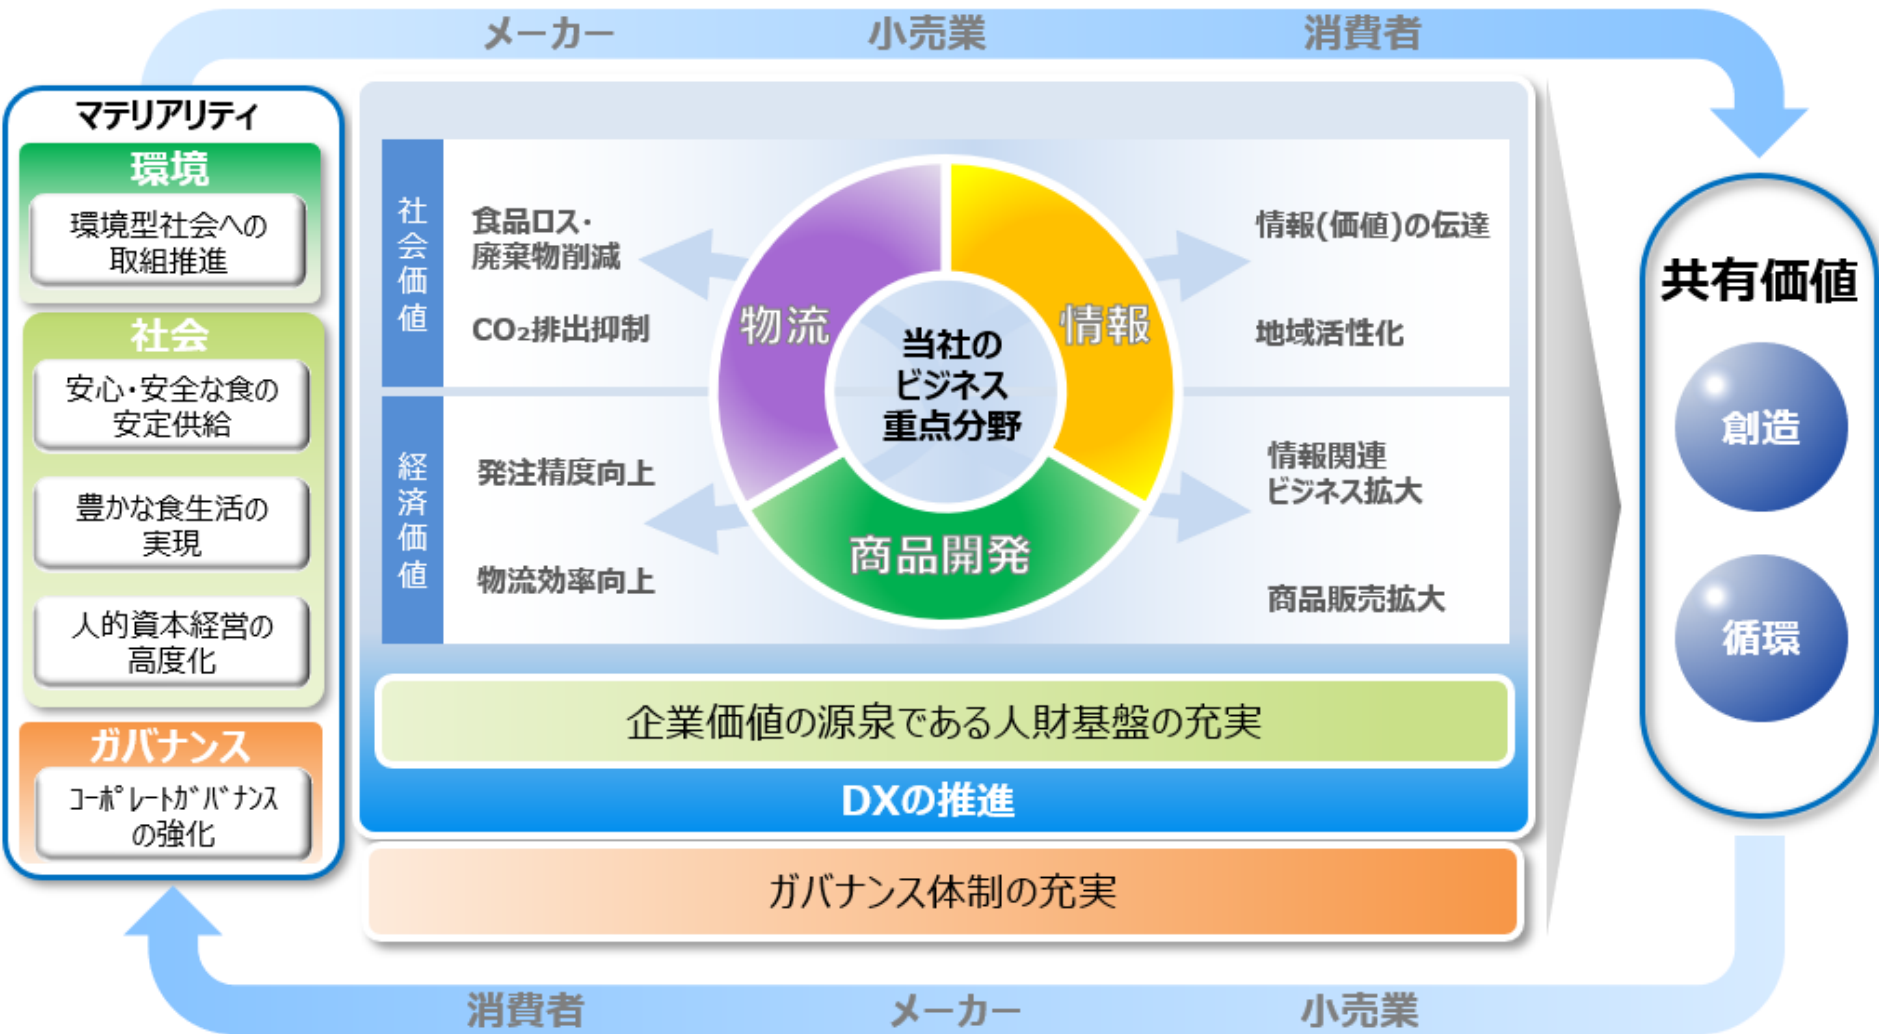 メーカー
小売業
消費者
マテリアリティ
環境
環境型社会への
取組推進
社会
安心・安全な食の
安定供給
豊かな食生活の
実現
人的資本経営の
高度化
ガバナンス
ｺｰﾎﾟﾚｰﾄｶﾞﾊﾞﾅﾝｽ
の強化
社会価値
食品ロス・
廃棄物削減
CO₂排出抑制
物流
情報
商品開発
当社の
ビジネス
重点分野
情報(価値)の伝達
地域活性化
経済価値
発注精度向上
物流効率向上
情報関連
ビジネス拡大
商品販売拡大
企業価値の源泉である人財基盤の充実
DXの推進
ガバナンス体制の充実
共有価値
創造
循環
消費者
メーカー
小売業